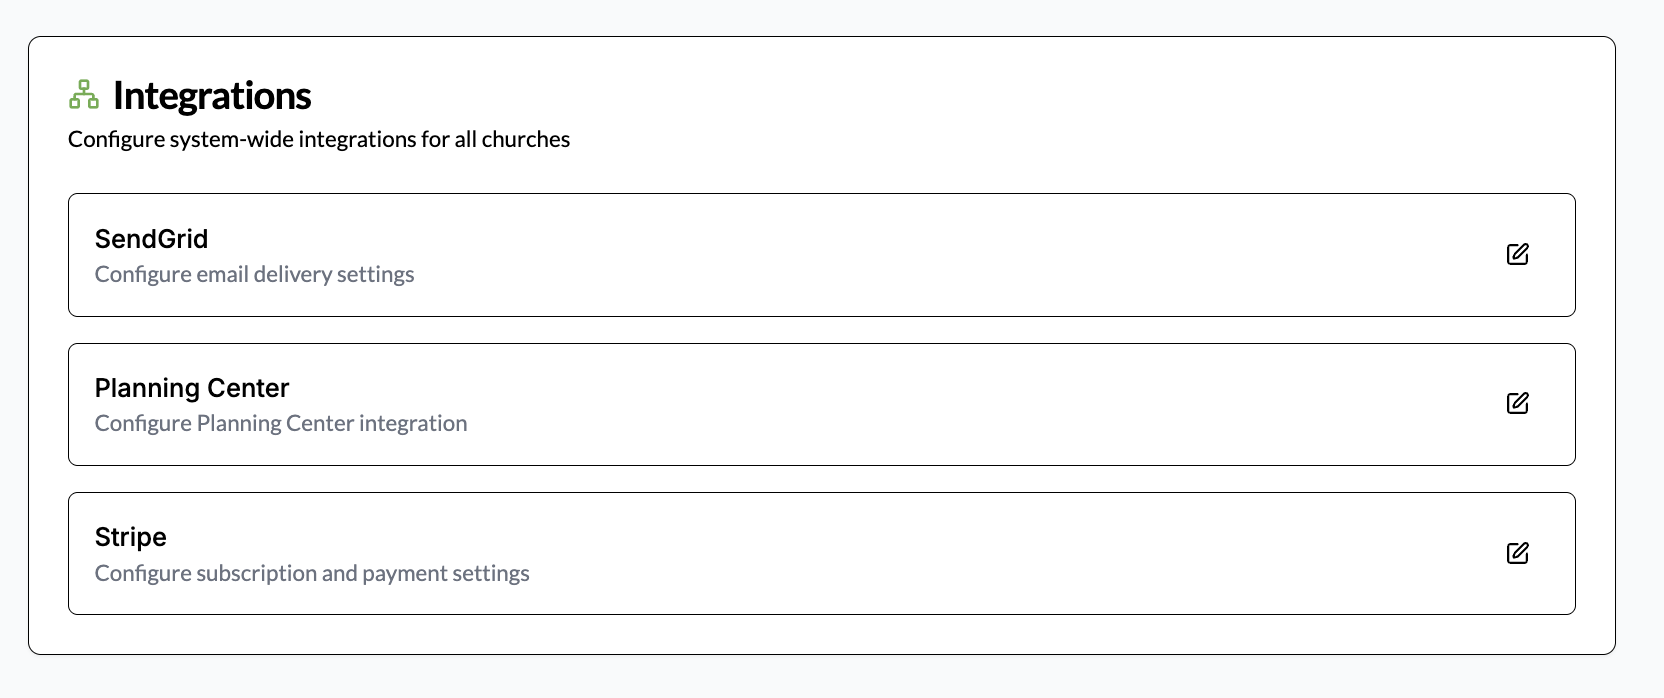 Integrations
Configure system-wide integrations for all churches
SendGrid
Configure email delivery settings
Planning Center
Configure Planning Center integration
Stripe
Configure subscription and payment settings